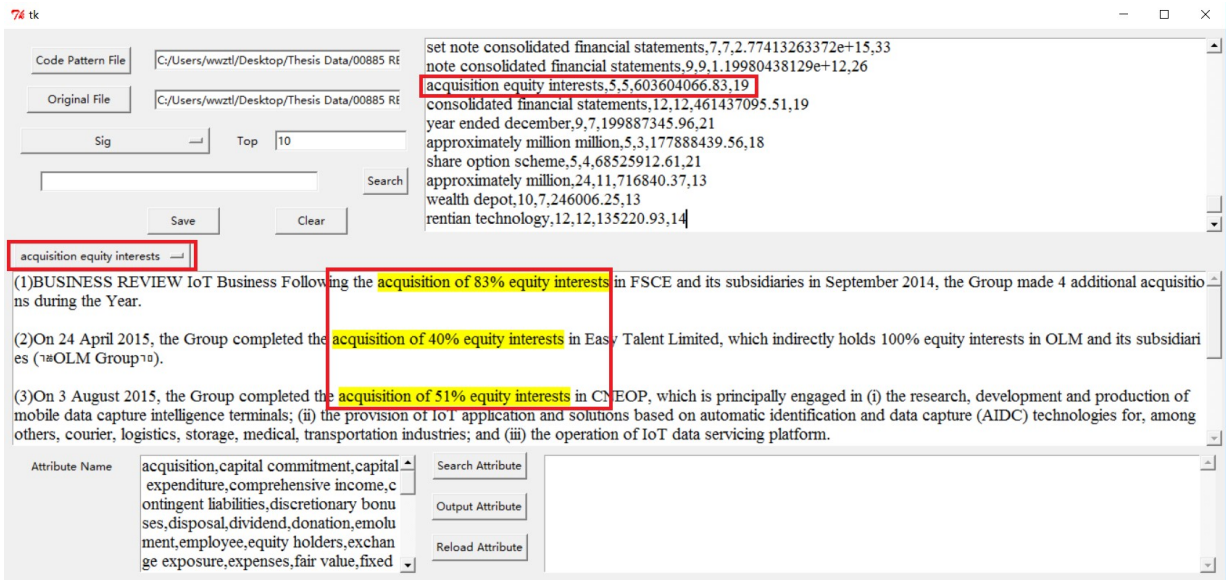 tk
Code Pattern File
C:/Users/wwztl/Desktop/Thesis Data/00885 RE
Original File
C:/Users/wwztl/Desktop/Thesis Data/00885 RE
Sig
Top
10
Search
Save
Clear
set note consolidated financial statements,7,7,2.77413263372e+15,33
note consolidated financial statements,9,9,1.19980438129e+12,26
acquisition equity interests,5,5,603604066.83,19
consolidated financial statements,12,12,461437095.51,19
year ended december,9,7,199887345.96,21
approximately million million,5,3,177888439.56,18
share option scheme,5,4,68525912.61,21
approximately million,24,11,716840.37,13
wealth depot,10,7,246006.25,13
rentian technology,12,12,135220.93,14
acquisition equity interests
(1)BUSINESS REVIEW IoT Business Following the acquisition of 83% equity interests in FSCE and its subsidiaries in September 2014, the Group made 4 additional acquisitio
ns during the Year.
(2)On 24 April 2015, the Group completed the acquisition of 40% equity interests in Easy Talent Limited, which indirectly holds 100% equity interests in OLM and its subsidiari
es (OLM Group).
(3)On 3 August 2015, the Group completed the acquisition of 51% equity interests in CNEOP, which is principally engaged in (i) the research, development and production of
mobile data capture intelligence terminals; (ii) the provision of IoT application and solutions based on automatic identification and data capture (AIDC) technologies for, among
others, courier, logistics, storage, medical, transportation industries; and (iii) the operation of IoT data servicing platform.
Attribute Name
acquisition,capital commitment,capital
expenditure,comprehensive income,c
ontingent liabilities,discretionary bonu
ses,disposal,dividend,donation,emolu
ment,employee,equity holders,exchan
ge exposure,expenses,fair value,fixed
Search Attribute
Output Attribute
Reload Attribute